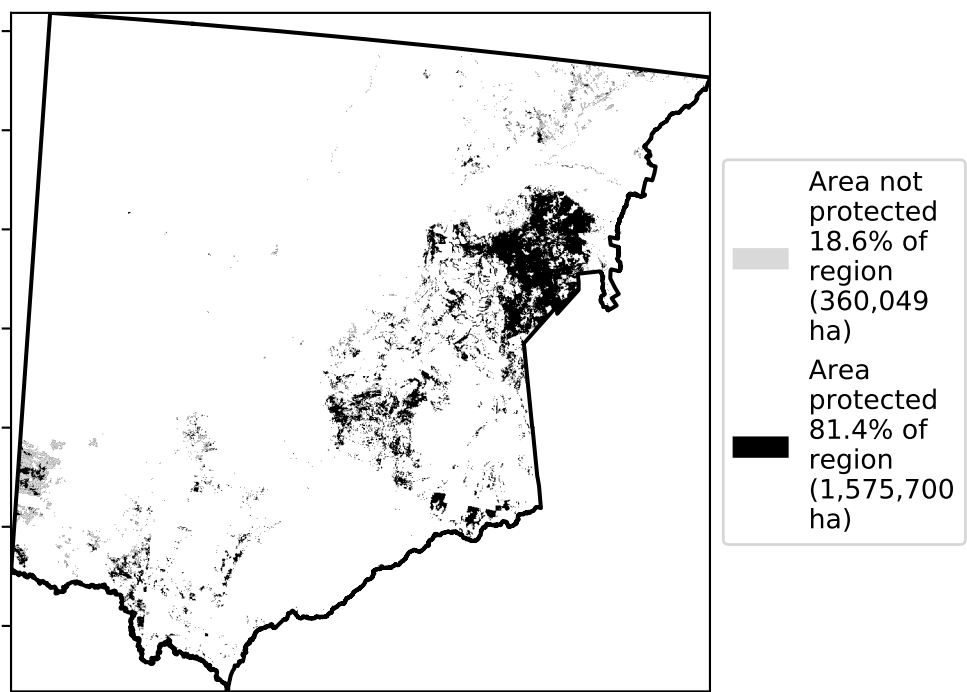 Area not
protected
18.6% of
region
(360,049
ha)
Area
protected
81.4% of
region
(1,575,700
ha)